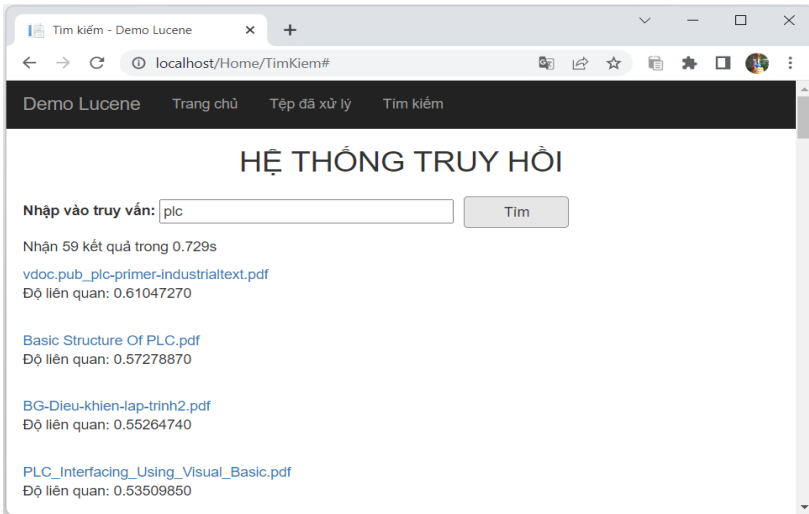 Tìm kiếm - Demo Lucene
localhost/Home/TimKiem#
Demo Lucene Trang chủ Tệp đã xử lý Tìm kiếm
HỆ THỐNG TRUY HỒI
Nhập vào truy vấn: plc Tìm
Nhận 59 kết quả trong 0.729s
vdoc.pub_plc-primer-industrialtext.pdf
Độ liên quan: 0.61047270
Basic Structure Of PLC.pdf
Độ liên quan: 0.57278870
BG-Dieu-khien-lap-trinh2.pdf
Độ liên quan: 0.55264740
PLC_Interfacing_Using_Visual_Basic.pdf
Độ liên quan: 0.53509850